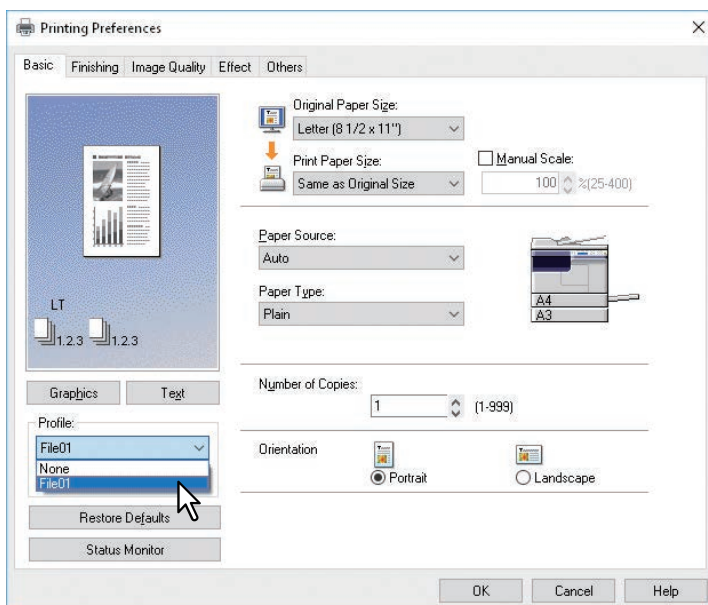 Printing Preferences
Basic Finishing Image Quality Effect Others
Original Paper Size:
Letter (8 1/2 x 11")
Print Paper Size:
Same as Original Size
Manual Scale:
100 %(25-400)
Paper Source:
Auto
Paper Type:
Plain
A4
A3
LT
1.2.3 1.2.3
Graphics Text
Number of Copies:
1 (1-999)
Profile:
File01
None
File01
Orientation
Portrait Landscape
Restore Defaults
Status Monitor
OK Cancel Help